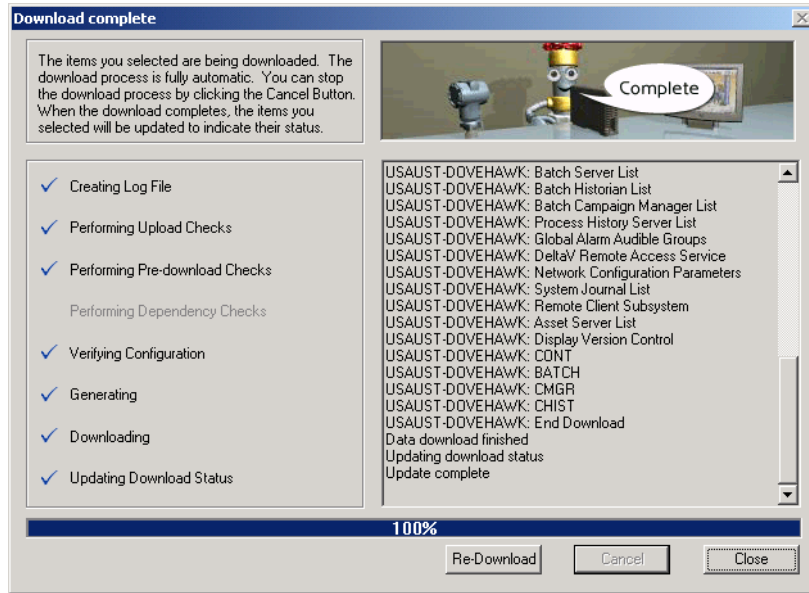 Download complete
The items you selected are being downloaded. The
download process is fully automatic. You can stop
the download process by clicking the Cancel Button.
When the download completes, the items you
selected will be updated to indicate their status.
Complete
Creating Log File
Performing Upload Checks
Performing Pre-download Checks
Performing Dependency Checks
Verifying Configuration
Generating
Downloading
Updating Download Status
USAUST-DOVEHAWK: Batch Server List
USAUST-DOVEHAWK: Batch Historian List
USAUST-DOVEHAWK: Batch Campaign Manager List
USAUST-DOVEHAWK: Process History Server List
USAUST-DOVEHAWK: Global Alarm Audible Groups
USAUST-DOVEHAWK: DeltaV Remote Access Service
USAUST-DOVEHAWK: Network Configuration Parameters
USAUST-DOVEHAWK: System Journal List
USAUST-DOVEHAWK: Remote Client Subsystem
USAUST-DOVEHAWK: Asset Server List
USAUST-DOVEHAWK: Display Version Control
USAUST-DOVEHAWK: CONT
USAUST-DOVEHAWK: BATCH
USAUST-DOVEHAWK: CMGR
USAUST-DOVEHAWK: CHIST
USAUST-DOVEHAWK: End Download
Data download finished
Updating download status
Update complete
100%
Re-Download
Cancel
Close